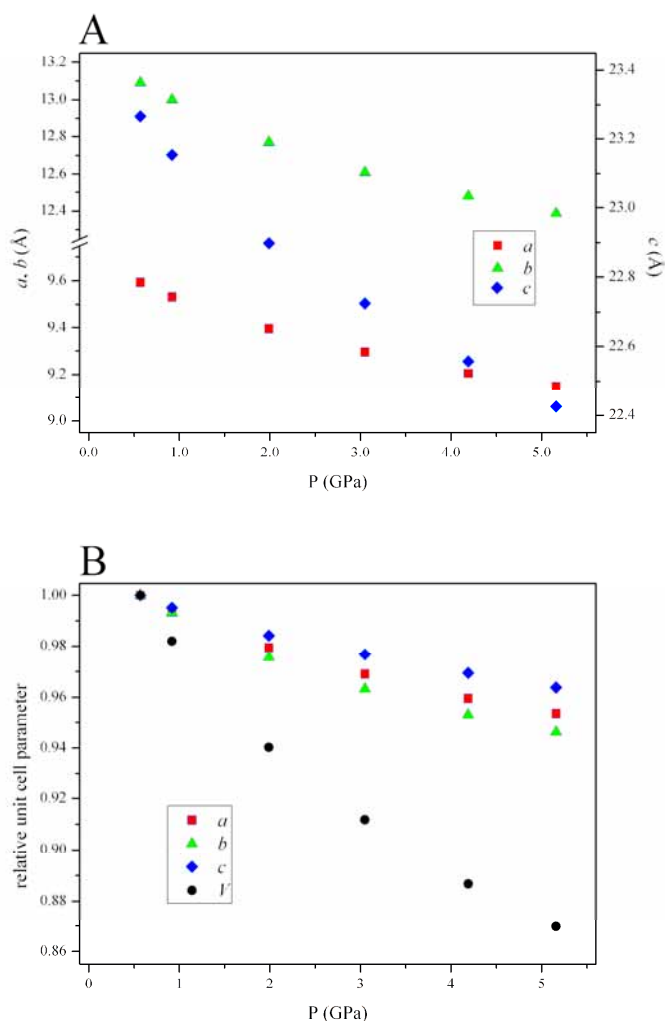 A
13.2
13.0
12.8
12.6
12.4
9.6
9.4
9.2
9.0
a, b (Å)
23.4
23.2
23.0
22.8
22.6
22.4
c (Å)
a
b
c
0.0 1.0 2.0 3.0 4.0 5.0
P (GPa)
B
1.00
0.98
0.96
0.94
0.92
0.90
0.88
0.86
relative unit cell parameter
a
b
c
V
0 1 2 3 4 5
P (GPa)